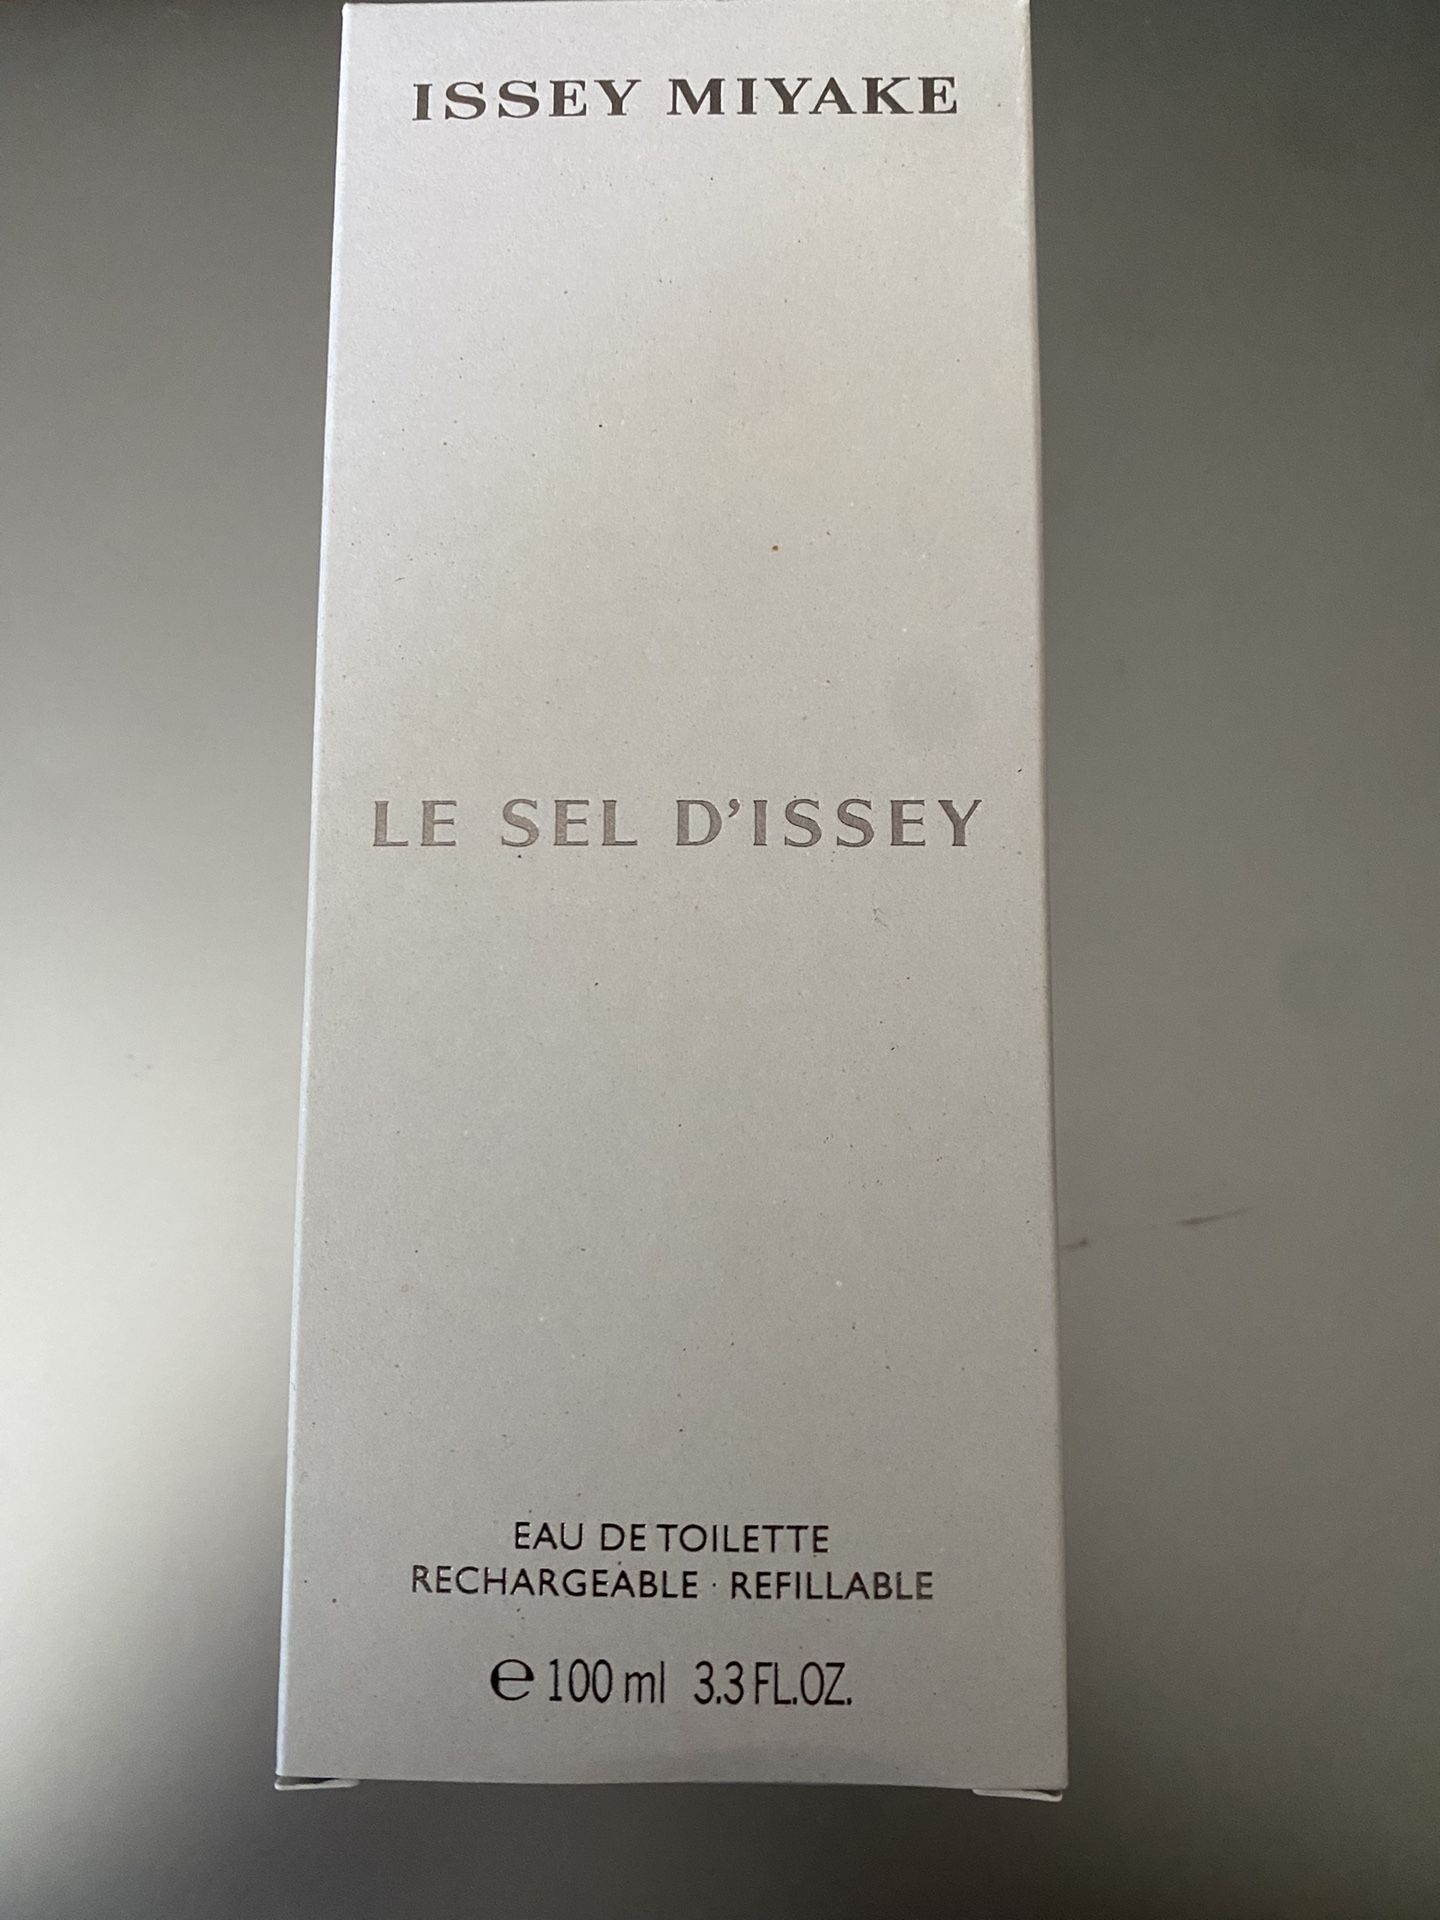 ISSEY MIYAKE
LE SEL D'ISSEY
EAU DE TOILETTE
RECHARGEABLE · REFILLABLE
℮ 100 ml 3.3 FL.OZ.